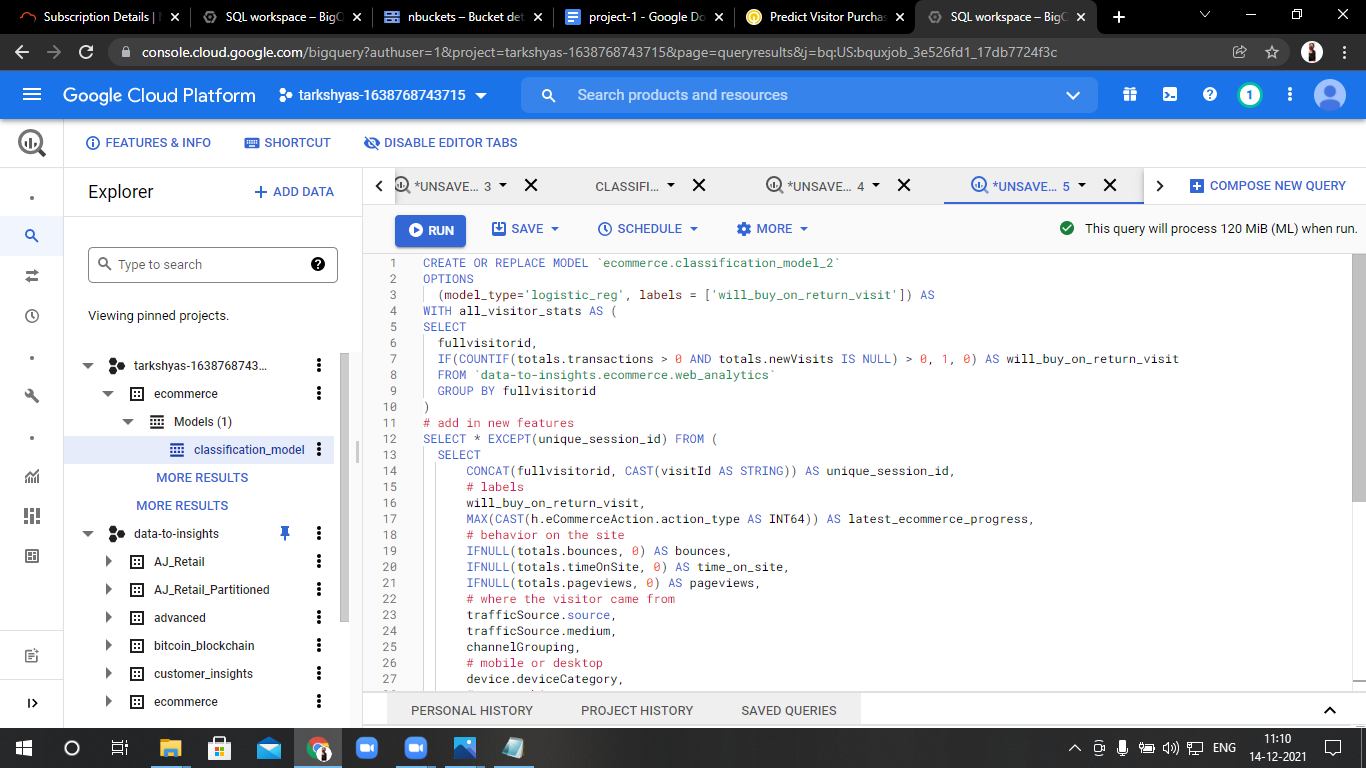 Subscription Details | N
SQL workspace – BigQ
nbuckets – Bucket det
project-1 - Google Do
Predict Visitor Purchas
SQL workspace – BigQ
console.cloud.google.com/bigquery?authuser=1&project=tarkshyas-1638768743715&page=queryresults&j=bq:US:bquxjob_3e526fd1_17db7724f3c
Google Cloud Platform
tarkshyas-1638768743715
Search products and resources
1
FEATURES & INFO
SHORTCUT
DISABLE EDITOR TABS
Explorer
+ ADD DATA
*UNSAVE... 3
CLASSIFI...
*UNSAVE... 4
*UNSAVE... 5
COMPOSE NEW QUERY
RUN
SAVE
SCHEDULE
MORE
This query will process 120 MiB (ML) when run.
Type to search
Viewing pinned projects.
tarkshyas-1638768743...
ecommerce
Models (1)
classification_model
MORE RESULTS
MORE RESULTS
data-to-insights
AJ_Retail
AJ_Retail_Partitioned
advanced
bitcoin_blockchain
customer_insights
ecommerce
1 CREATE OR REPLACE MODEL `ecommerce.classification_model_2`
2 OPTIONS
3 (model_type='logistic_reg', labels = ['will_buy_on_return_visit']) AS
4 WITH all_visitor_stats AS (
5 SELECT
6 fullvisitorid,
7 IF(COUNTIF(totals.transactions > 0 AND totals.newVisits IS NULL) > 0, 1, 0) AS will_buy_on_return_visit
8 FROM `data-to-insights.ecommerce.web_analytics`
9 GROUP BY fullvisitorid
10 )
11 # add in new features
12 SELECT * EXCEPT(unique_session_id) FROM (
13 SELECT
14 CONCAT(fullvisitorid, CAST(visitId AS STRING)) AS unique_session_id,
15 # labels
16 will_buy_on_return_visit,
17 MAX(CAST(h.eCommerceAction.action_type AS INT64)) AS latest_ecommerce_progress,
18 # behavior on the site
19 IFNULL(totals.bounces, 0) AS bounces,
20 IFNULL(totals.timeOnSite, 0) AS time_on_site,
21 IFNULL(totals.pageviews, 0) AS pageviews,
22 # where the visitor came from
23 trafficSource.source,
24 trafficSource.medium,
25 channelGrouping,
26 # mobile or desktop
27 device.deviceCategory,
PERSONAL HISTORY
PROJECT HISTORY
SAVED QUERIES
ENG
11:10
14-12-2021